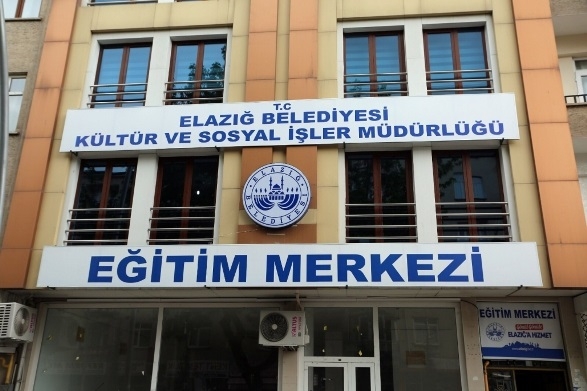 T.C
ELAZIĞ BELEDİYESİ
KÜLTÜR VE SOSYAL İŞLER MÜDÜRLÜĞÜ
ELAZIĞ
BELEDİYESİ
EĞİTİM MERKEZİ
EĞİTİM MERKEZİ
ELAZIĞ'A HİZMET